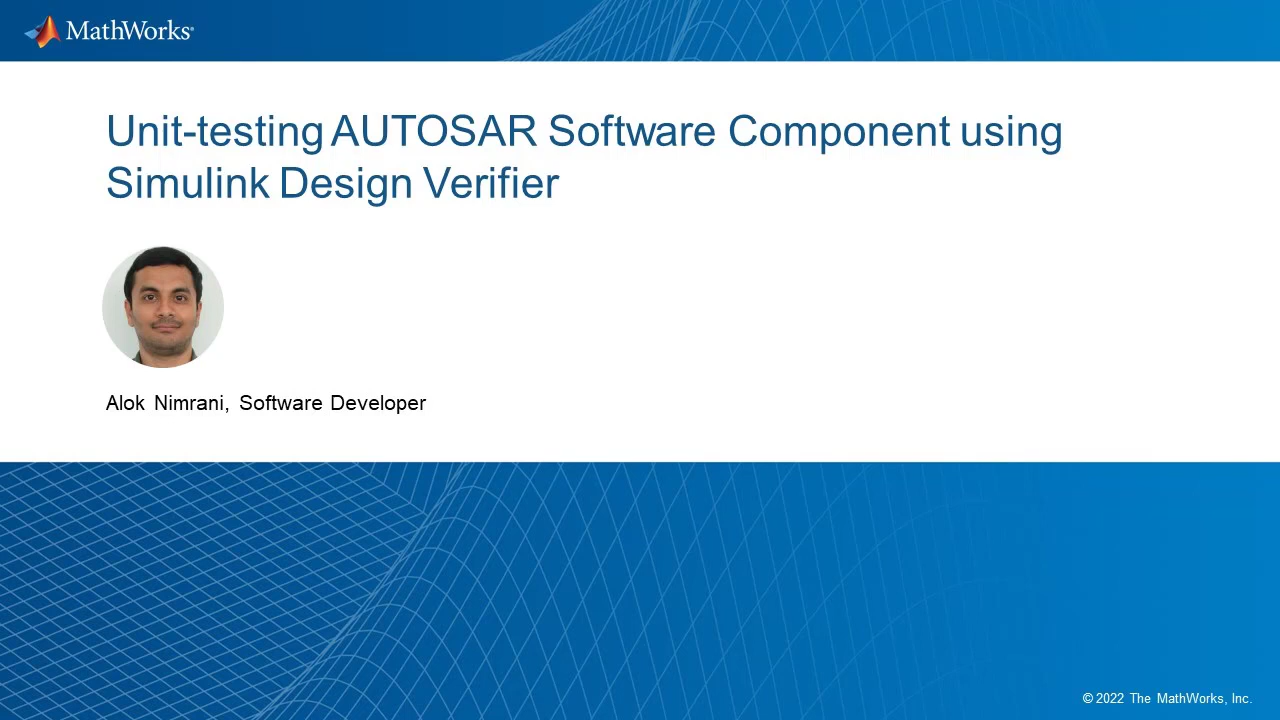 MathWorks®
Unit-testing AUTOSAR Software Component using
Simulink Design Verifier
Alok Nimrani, Software Developer
© 2022 The MathWorks, Inc.